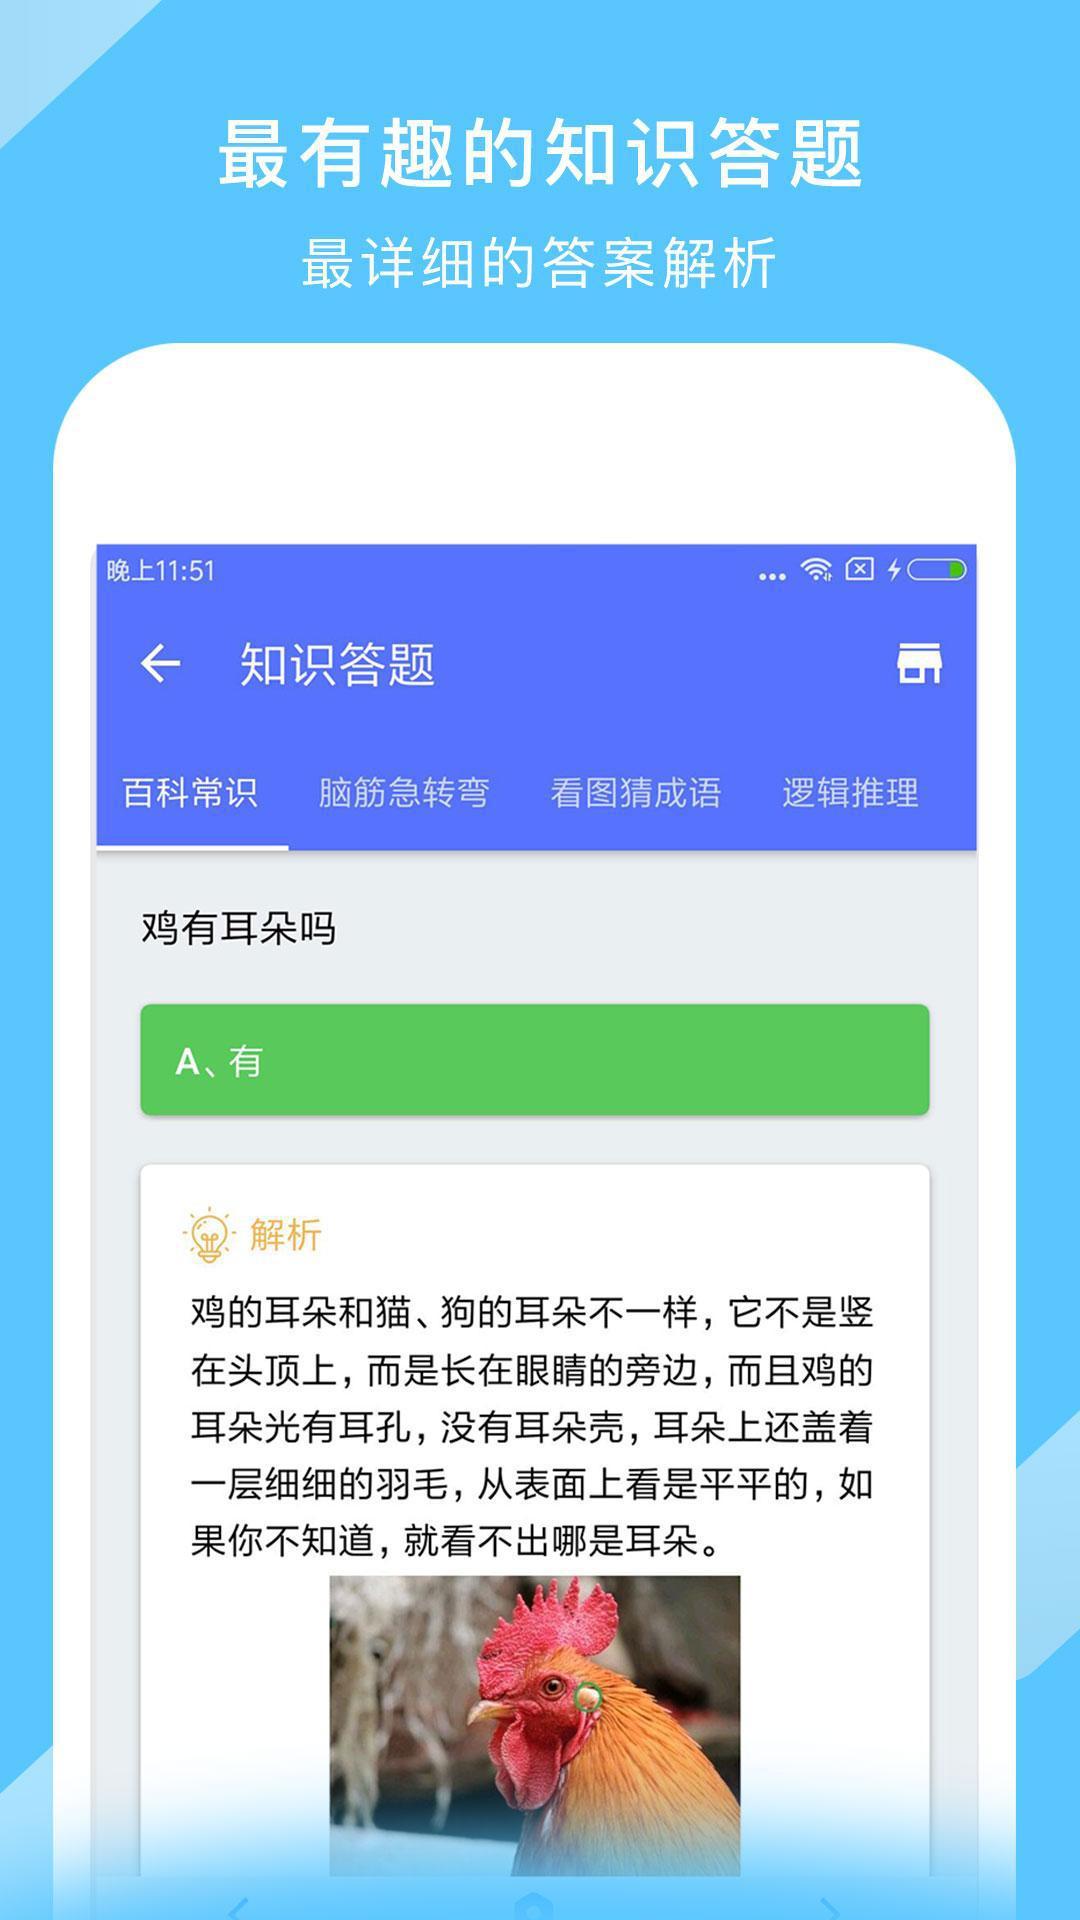 最有趣的知识答题
最详细的答案解析
晚上11:51
知识答题
百科常识 脑筋急转弯 看图猜成语 逻辑推理
鸡有耳朵吗
A、有
解析
鸡的耳朵和猫、狗的耳朵不一样，它不是竖
在头顶上，而是长在眼睛的旁边，而且鸡的
耳朵光有耳孔，没有耳朵壳，耳朵上还盖着
一层细细的羽毛，从表面上看是平平的，如
果你不知道，就看不出哪是耳朵。